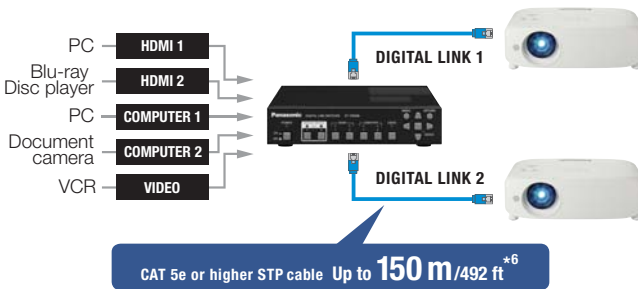 PC HDMI 1
Blu-ray
Disc player
HDMI 2
PC COMPUTER 1
Document
camera
COMPUTER 2
VCR VIDEO
Panasonic
DIGITAL LINK 1
DIGITAL LINK 2
CAT 5e or higher STP cable Up to 150 m/492 ft*6